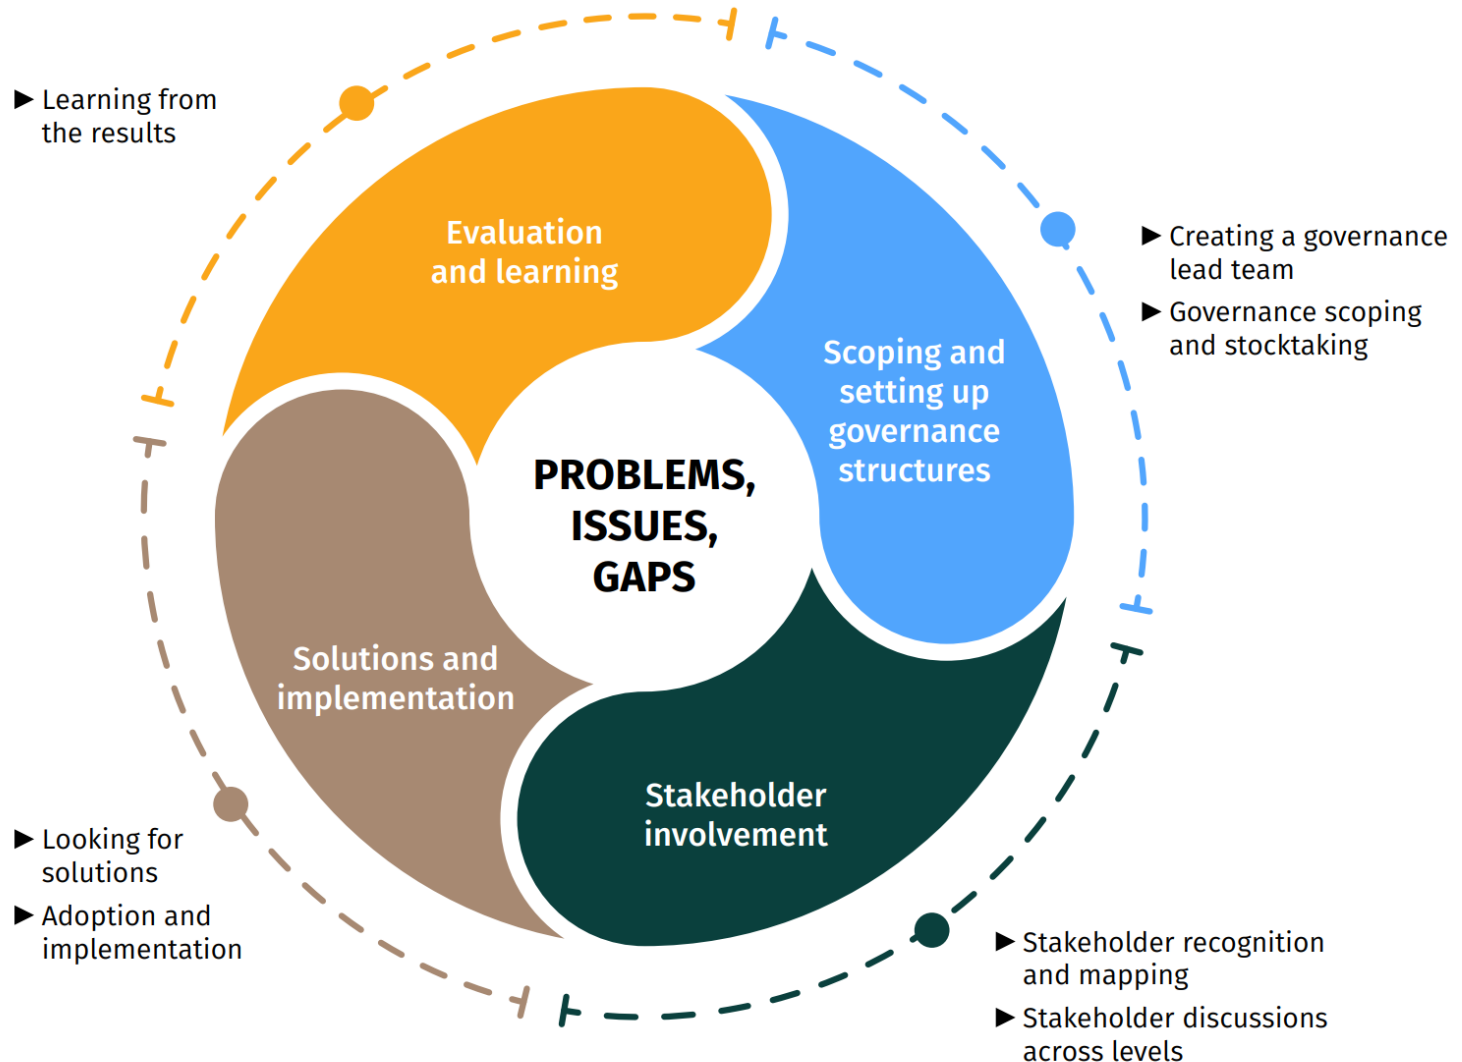 ► Learning from
the results
Evaluation
and learning
Scoping and
setting up
governance
structures
► Creating a governance
lead team
► Governance scoping
and stocktaking
PROBLEMS,
ISSUES,
GAPS
Solutions and
implementation
Stakeholder
involvement
► Looking for
solutions
► Adoption and
implementation
► Stakeholder recognition
and mapping
► Stakeholder discussions
across levels